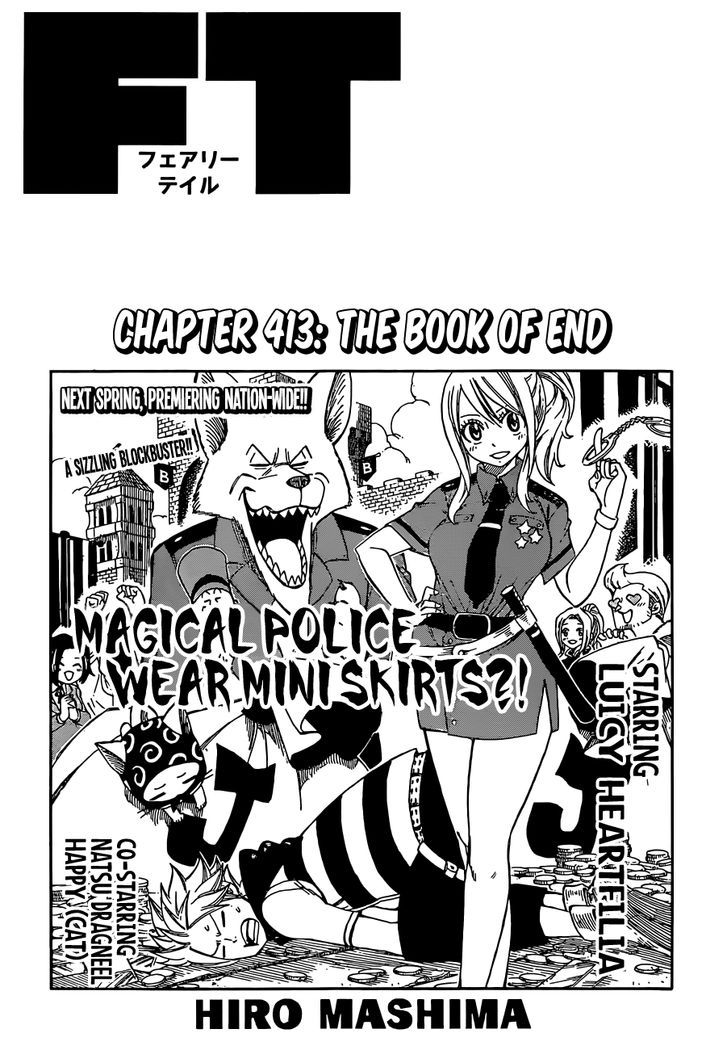 FT
フェアリー
テイル
CHAPTER 413: THE BOOK OF END
NEXT SPRING, PREMIERING NATION-WIDE!!
A SIZZLING BLOCKBUSTER!!
B
B
MAGICAL POLICE
WEAR MINI SKIRTS?!
STARRING
LUICY HEARTFILIA
J
J
CO-STARRING
NATSU DRAGNEEL
HAPPY (CAT)
HIRO MASHIMA